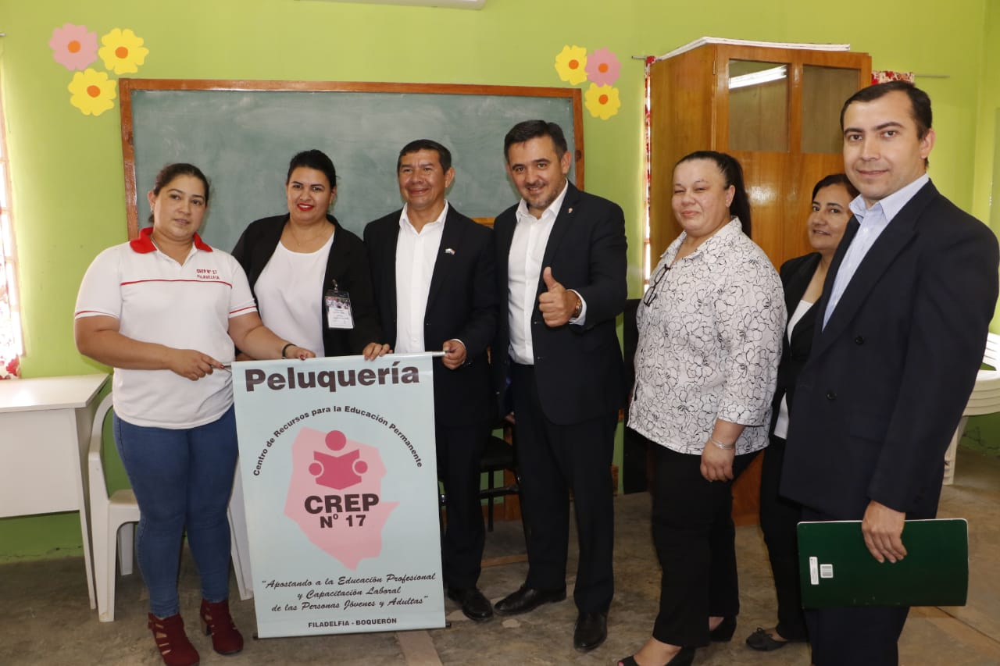 CREP Nº 17
FILADELFIA
Peluquería
Centro de Recursos para la Educación Permanente
CREP
Nº 17
"Apostando a la Educación Profesional
y Capacitación Laboral
de las Personas Jóvenes y Adultas"
FILADELFIA - BOQUERÓN